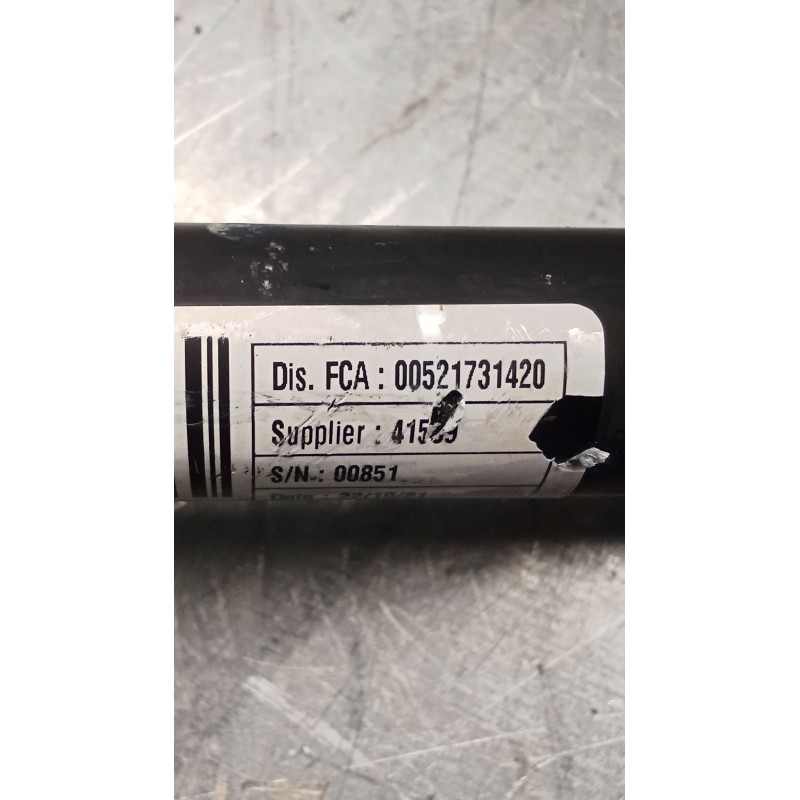 Dis. FCA : 00521731420
Supplier :
S/N.: 00851